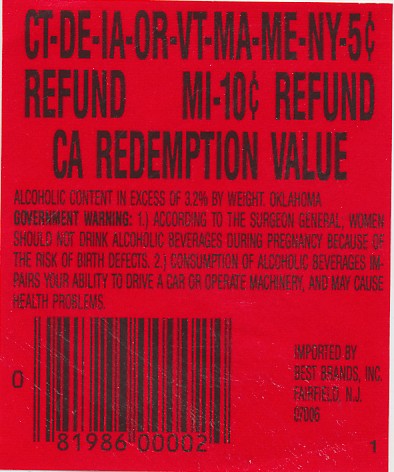 CT-DE-IA-OR-VT-MA-ME-NY-5¢
REFUND MI-10¢ REFUND
CA REDEMPTION VALUE
ALCOHOLIC CONTENT IN EXCESS OF 3.2% BY WEIGHT. OKLAHOMA
GOVERNMENT WARNING: 1.) ACCORDING TO THE SURGEON GENERAL, WOMEN
SHOULD NOT DRINK ALCOHOLIC BEVERAGES DURING PREGNANCY BECAUSE OF
THE RISK OF BIRTH DEFECTS. 2.) CONSUMPTION OF ALCOHOLIC BEVERAGES IM-
PAIRS YOUR ABILITY TO DRIVE A CAR OR OPERATE MACHINERY, AND MAY CAUSE
HEALTH PROBLEMS.
IMPORTED BY
BEST BRANDS, INC.
FAIRFIELD, N.J.
07006
0 81986 00002 1